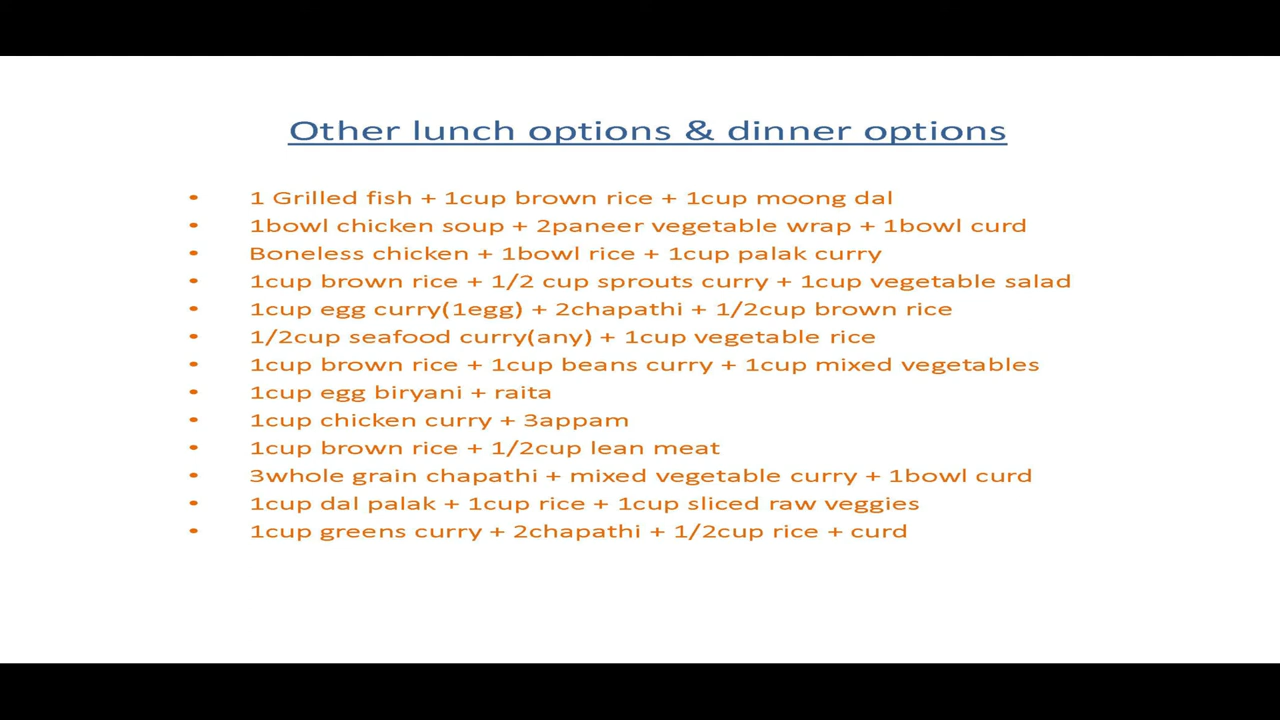 Other lunch options & dinner options
• 1 Grilled fish + 1cup brown rice + 1cup moong dal
• 1bowl chicken soup + 2paneer vegetable wrap + 1bowl curd
• Boneless chicken + 1bowl rice + 1cup palak curry
• 1cup brown rice + 1/2 cup sprouts curry + 1cup vegetable salad
• 1cup egg curry(1egg) + 2chapathi + 1/2cup brown rice
• 1/2cup seafood curry(any) + 1cup vegetable rice
• 1cup brown rice + 1cup beans curry + 1cup mixed vegetables
• 1cup egg biryani + raita
• 1cup chicken curry + 3appam
• 1cup brown rice + 1/2cup lean meat
• 3whole grain chapathi + mixed vegetable curry + 1bowl curd
• 1cup dal palak + 1cup rice + 1cup sliced raw veggies
• 1cup greens curry + 2chapathi + 1/2cup rice + curd